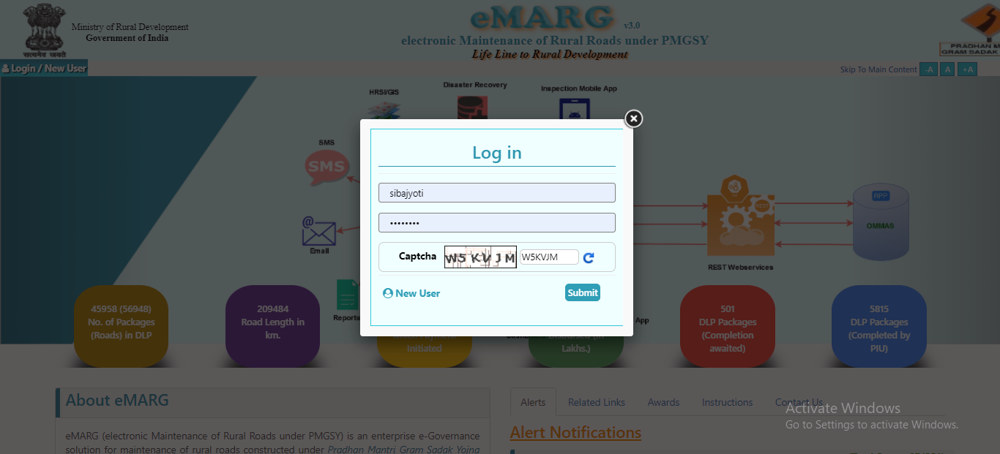 सत्यमेव जयते
Ministry of Rural Development
Government of India
eMARG v3.0
electronic Maintenance of Rural Roads under PMGSY
Life Line to Rural Development
PRADHAN M
GRAM SADAK
Login / New User
Skip To Main Content -A A +A
HRSI/GIS
Disaster Recovery
Inspection Mobile App
SMS
SMS
Email
Reports
App
REST
REST Webservices
APP
OMMAS
Log in
sibajyoti
••••••••
Captcha W5KVJM W5KVJM
New User
Submit
45958 (56948)
No. of Packages
(Roads) in DLP
209484
Road Length in
km.
Initiated
Disbursed (In
Lakhs.)
501
DLP Packages
(Completion
awaited)
5815
DLP Packages
(Completed by
PIU)
About eMARG
eMARG (electronic Maintenance of Rural Roads under PMGSY) is an enterprise e-Governance
solution for maintenance of rural roads constructed under Pradhan Mantri Gram Sadak Yojna
Alerts Related Links Awards Instructions Contact Us
Alert Notifications
Activate Windows
Go to Settings to activate Windows.